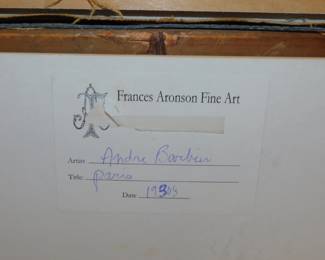 Frances Aronson Fine Art
Artist Andre Barbier
Title: Paris
Date 1930s